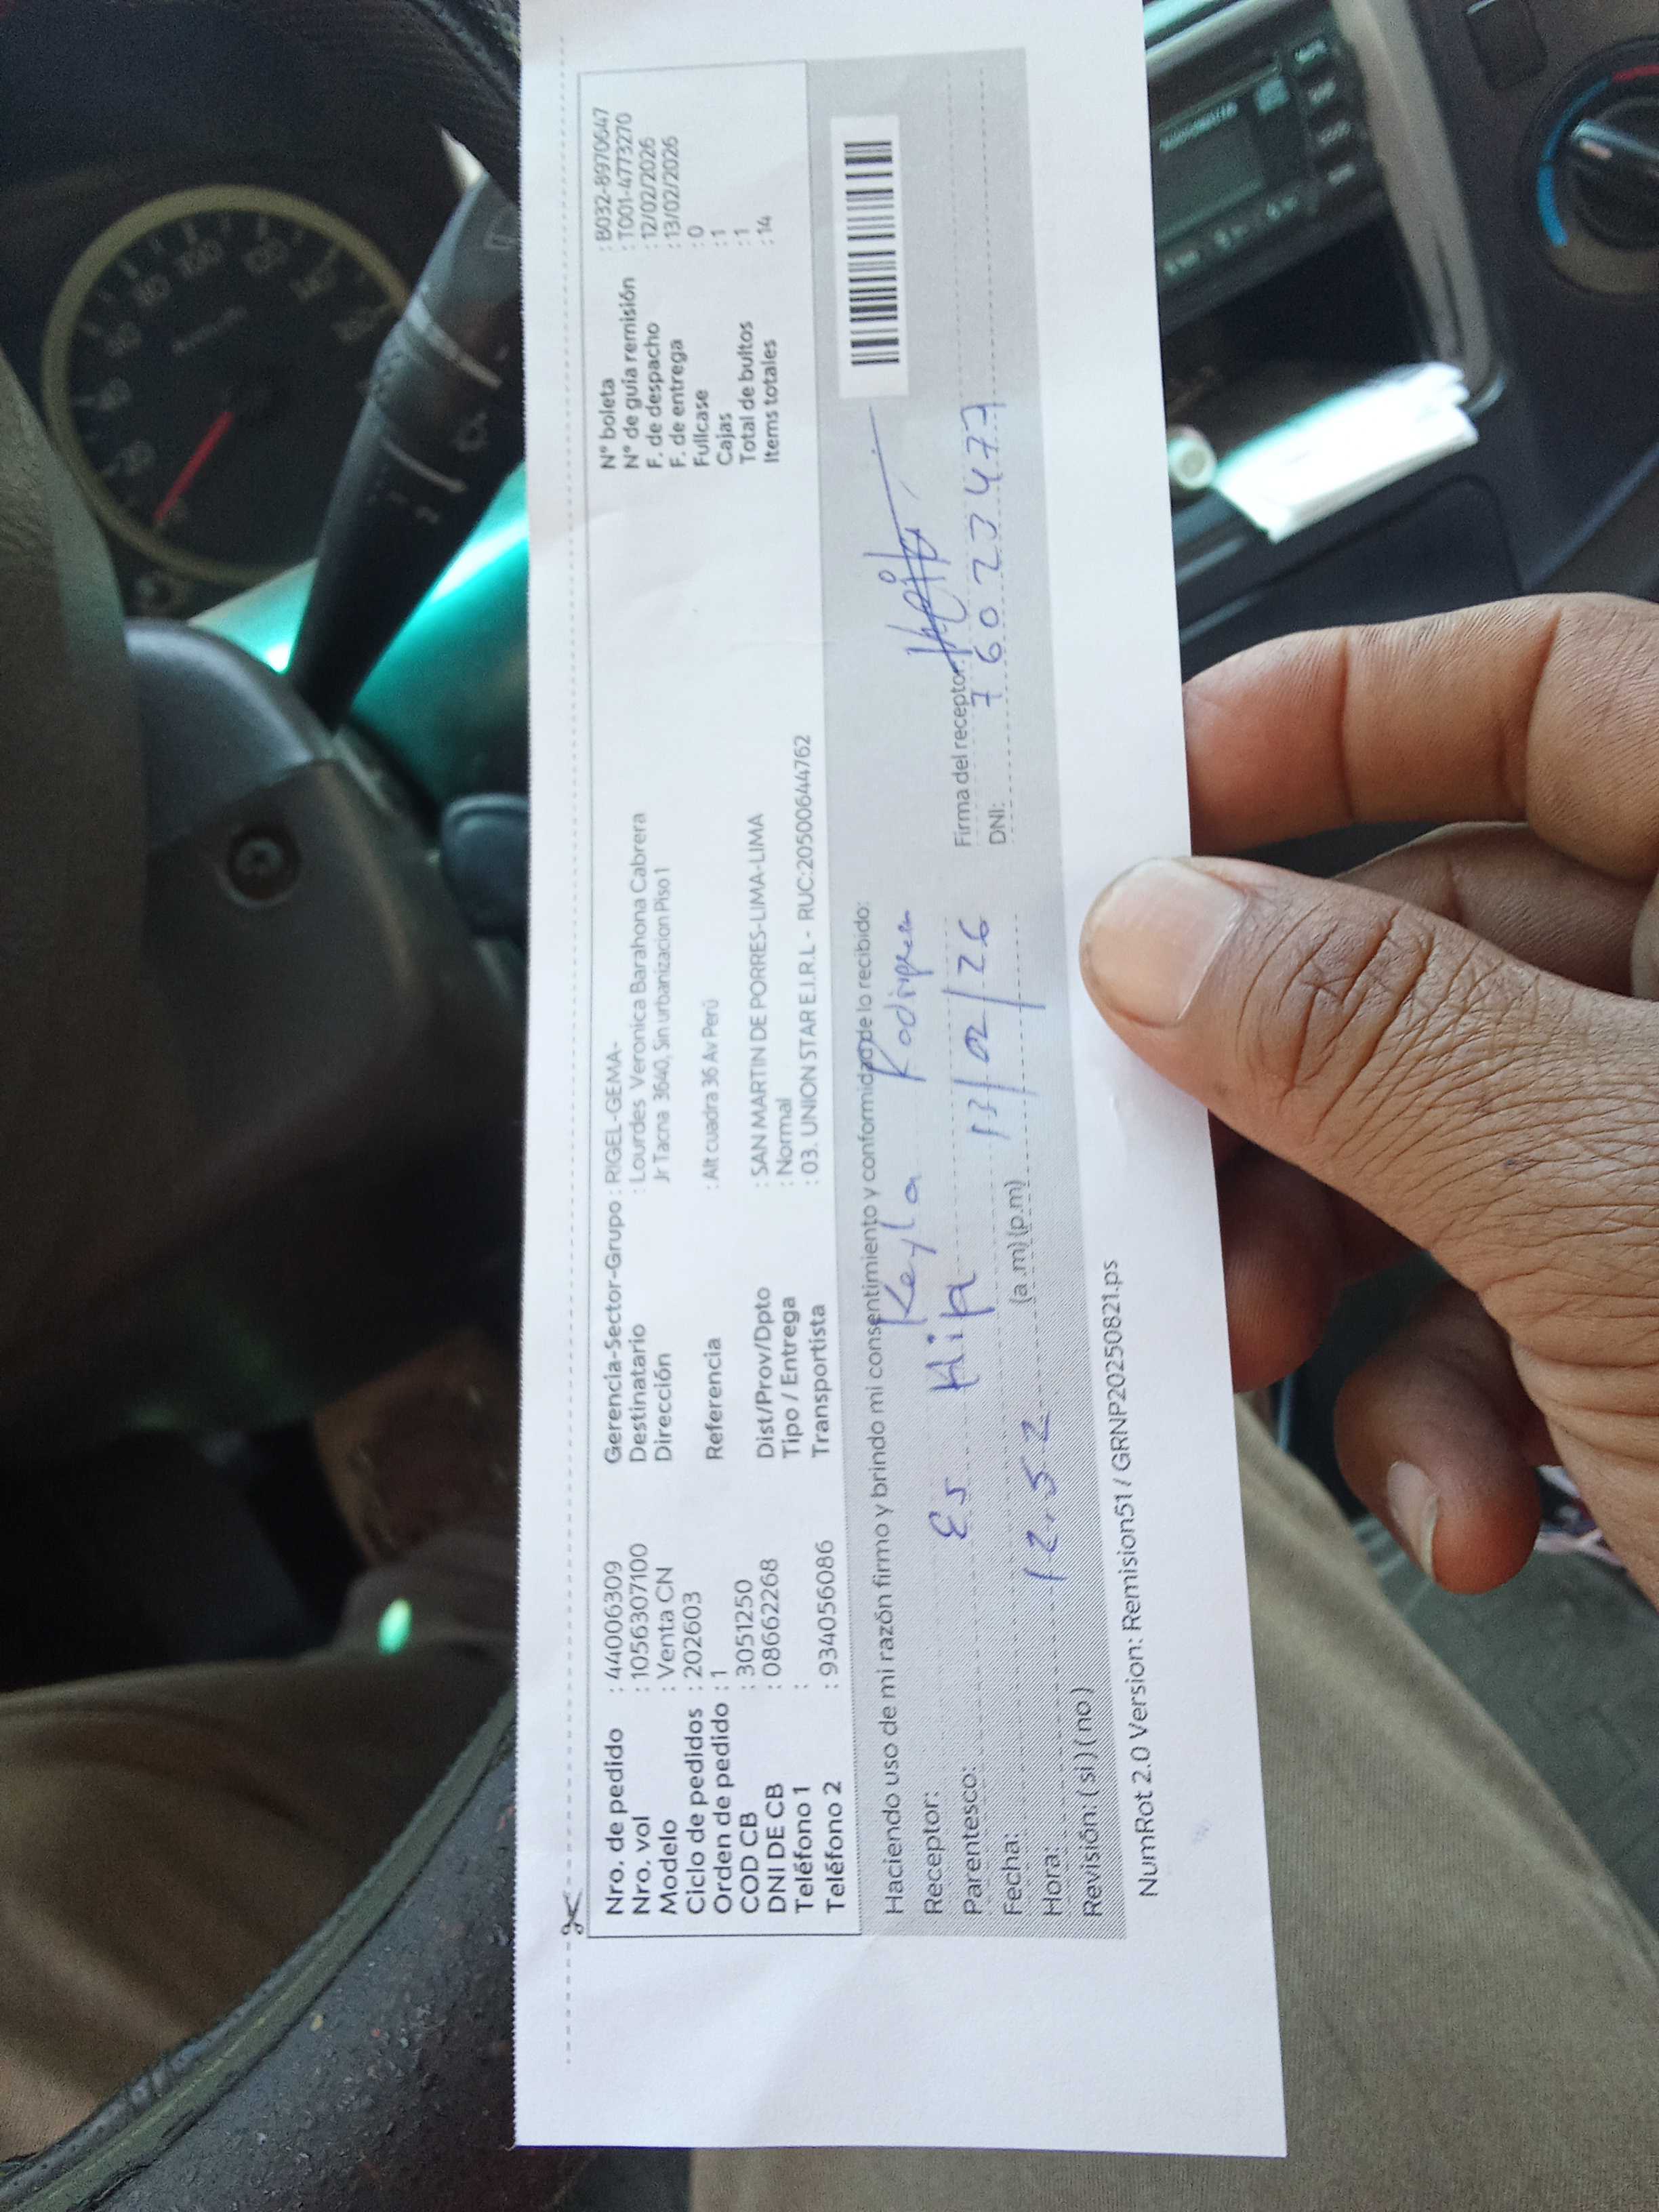 Nro. de pedido : 44006309
Nro. vol : 1056307100
Modelo : Venta CN
Ciclo de pedidos : 202603
Orden de pedido : 1
COD CB : 3051250
DNI DE CB : 08662268
Teléfono 1 :
Teléfono 2 : 934056086
Gerencia-Sector-Grupo : RIGEL-GEMA-
Destinatario : Lourdes Veronica Barahona Cabrera
Dirección Jr Tacna 3640, Sin urbanizacion Piso 1
Referencia : Alt cuadra 36 Av Perú
Dist/Prov/Dpto : SAN MARTIN DE PORRES-LIMA-LIMA
Tipo / Entrega : Normal
Transportista : 03. UNION STAR E.I.R.L - RUC:20500644762
N° boleta : B032-89706647
N° de guía remisión : T001-47773270
F. de despacho : 12/02/2026
F. de entrega : 13/02/2026
Fullcase : 0
Cajas : 1
Total de bultos : 1
Items totales : 14
Haciendo uso de mi razón firmo y brindo mi consentimiento y conformidad de lo recibido:
Receptor: Keyla
Parentesco: Es Hija
Fecha: 13/02/26
Hora: 12.52 (a.m) (p.m)
Revisión: ( si ) ( no )
Firma del receptor:
DNI: 76023477
NumRot 2.0 Version: Remision51 / GRNP20250821.ps